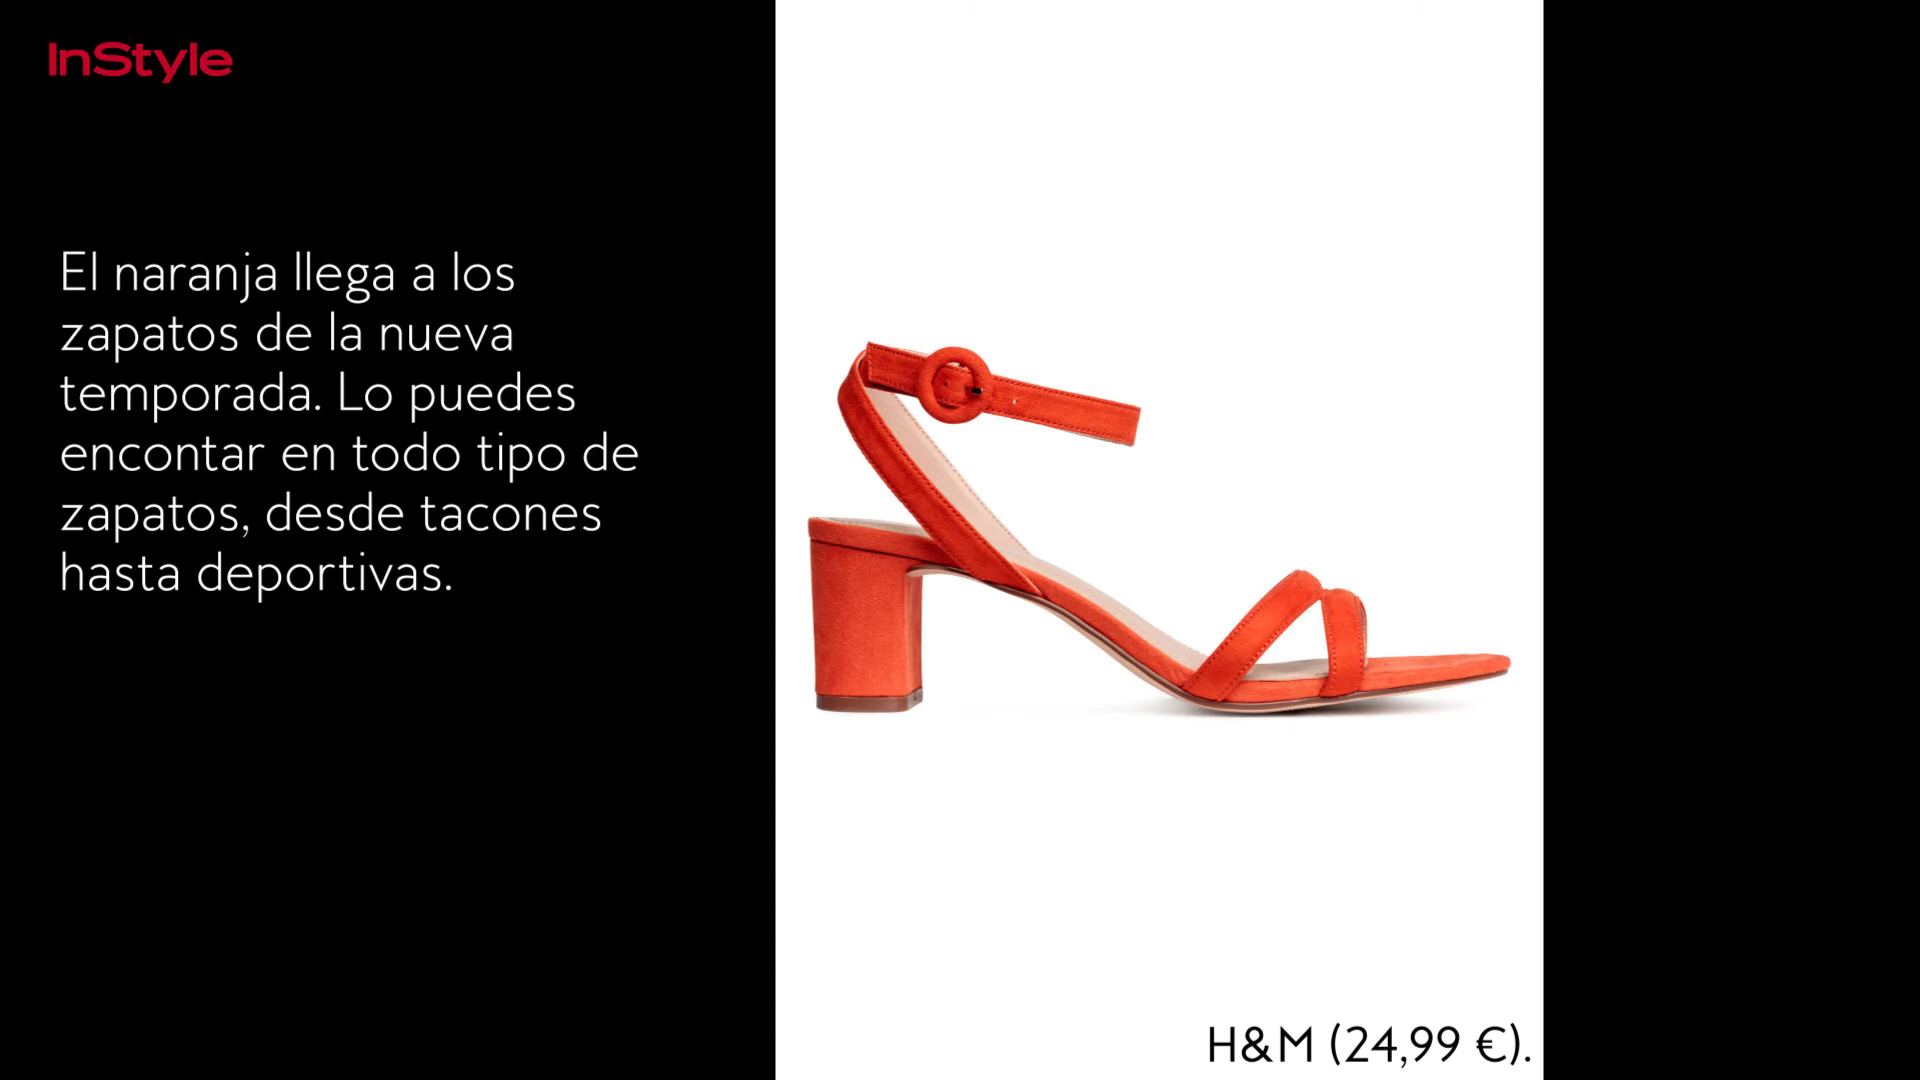 InStyle
El naranja llega a los
zapatos de la nueva
temporada. Lo puedes
encontar en todo tipo de
zapatos, desde tacones
hasta deportivas.
H&M (24,99 €).